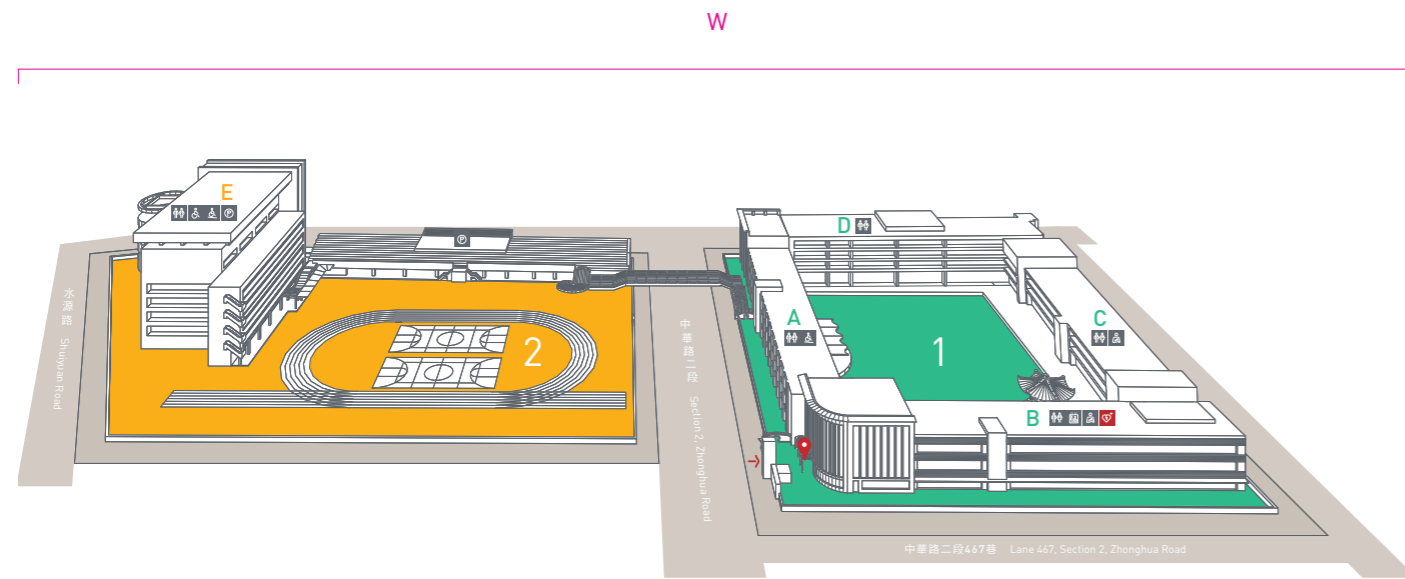 W
E
P
P
D
A
C
1
2
B
水源路 Shuiyuan Road
中華路二段 Section 2, Zhonghua Road
中華路二段467巷 Lane 467, Section 2, Zhonghua Road